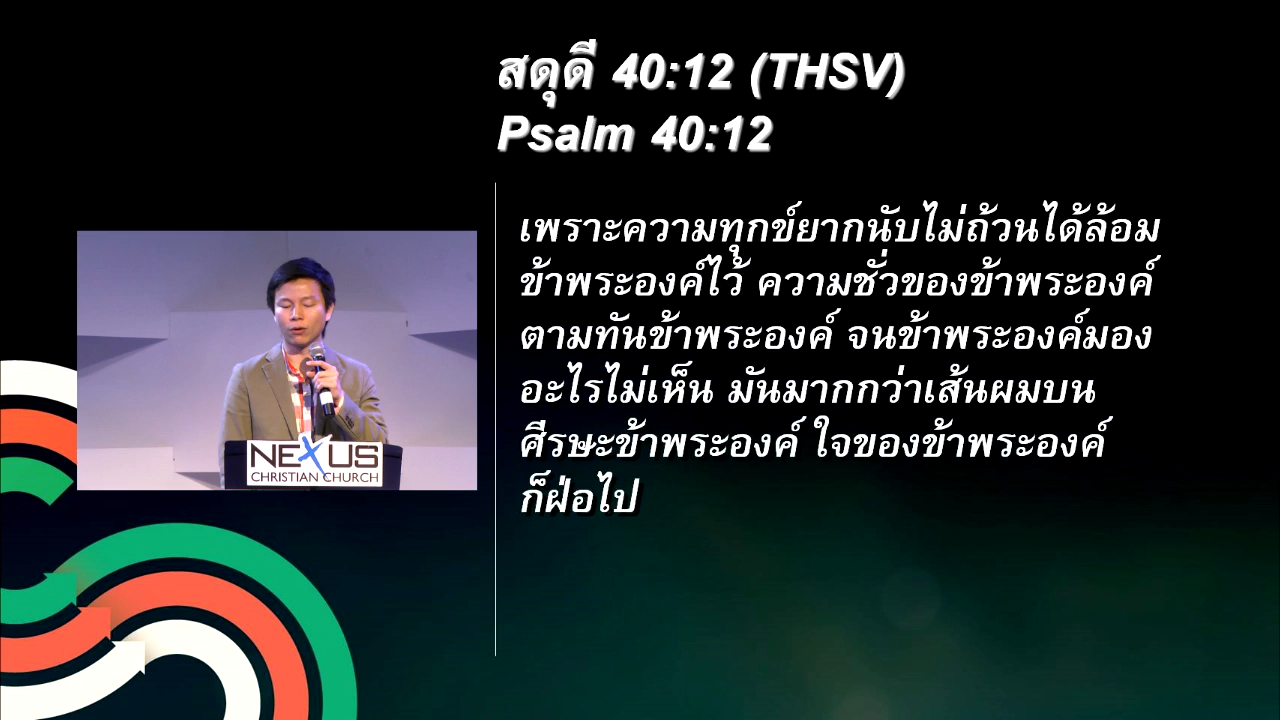 สดุดี 40:12 (THSV)
Psalm 40:12
เพราะความทุกข์ยากนับไม่ถ้วนได้ล้อม
ข้าพระองค์ไว้ ความชั่วของข้าพระองค์
ตามทันข้าพระองค์ จนข้าพระองค์มอง
อะไรไม่เห็น มันมากกว่าเส้นผมบน
ศีรษะข้าพระองค์ ใจของข้าพระองค์
ก็ฝ่อไป
NEXUS
CHRISTIAN CHURCH